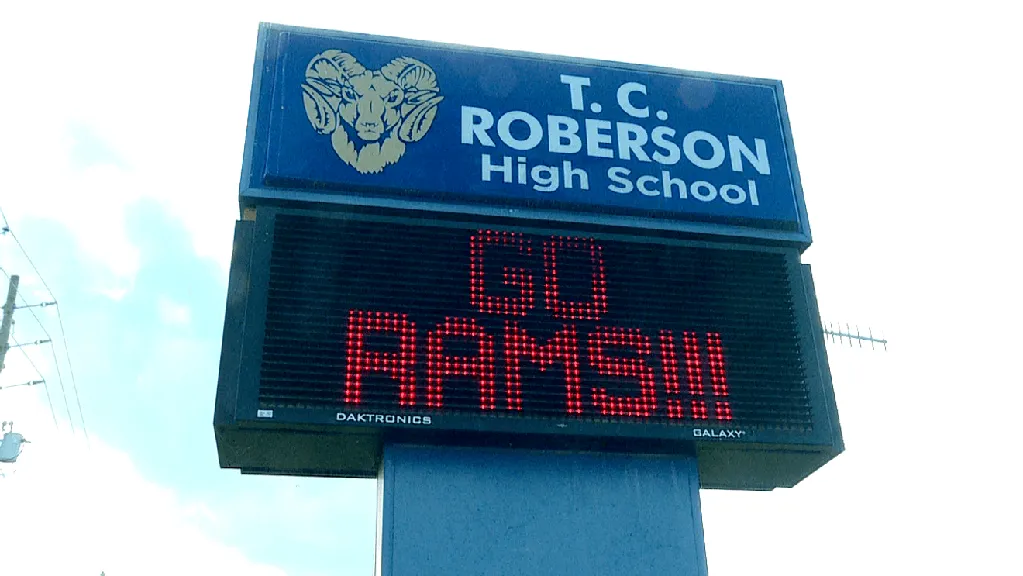 T. C.
ROBERSON
High School
GO
RAMS!!!
DAKTRONICS
GALAXY